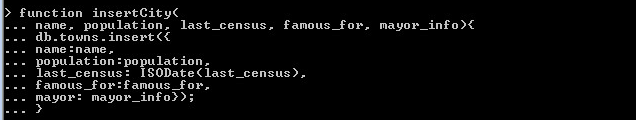 > function insertCity(
... name, population, last_census, famous_for, mayor_info){
... db.towns.insert({
... name:name,
... population:population,
... last_census: ISODate(last_census),
... famous_for:famous_for,
... mayor: mayor_info});
... }